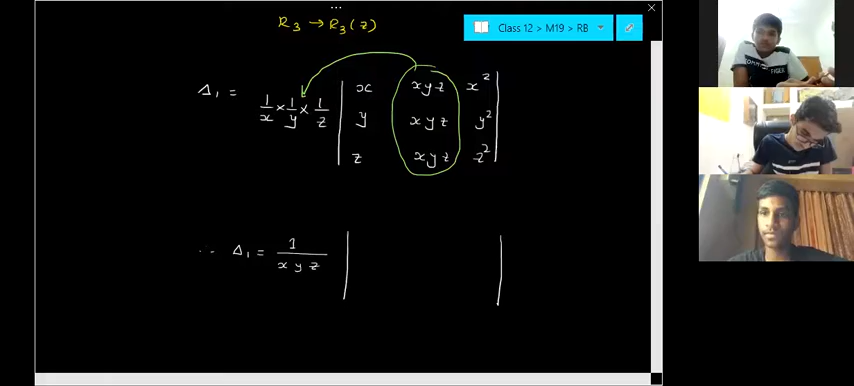 ...
R₃ → R₃(z)
Class 12 > M19 > RB
Δ₁ = 1/x × 1/y × 1/z | x xyz x² |
| y xyz y² |
| z xyz z² |
∴ Δ₁ = 1/xyz | |